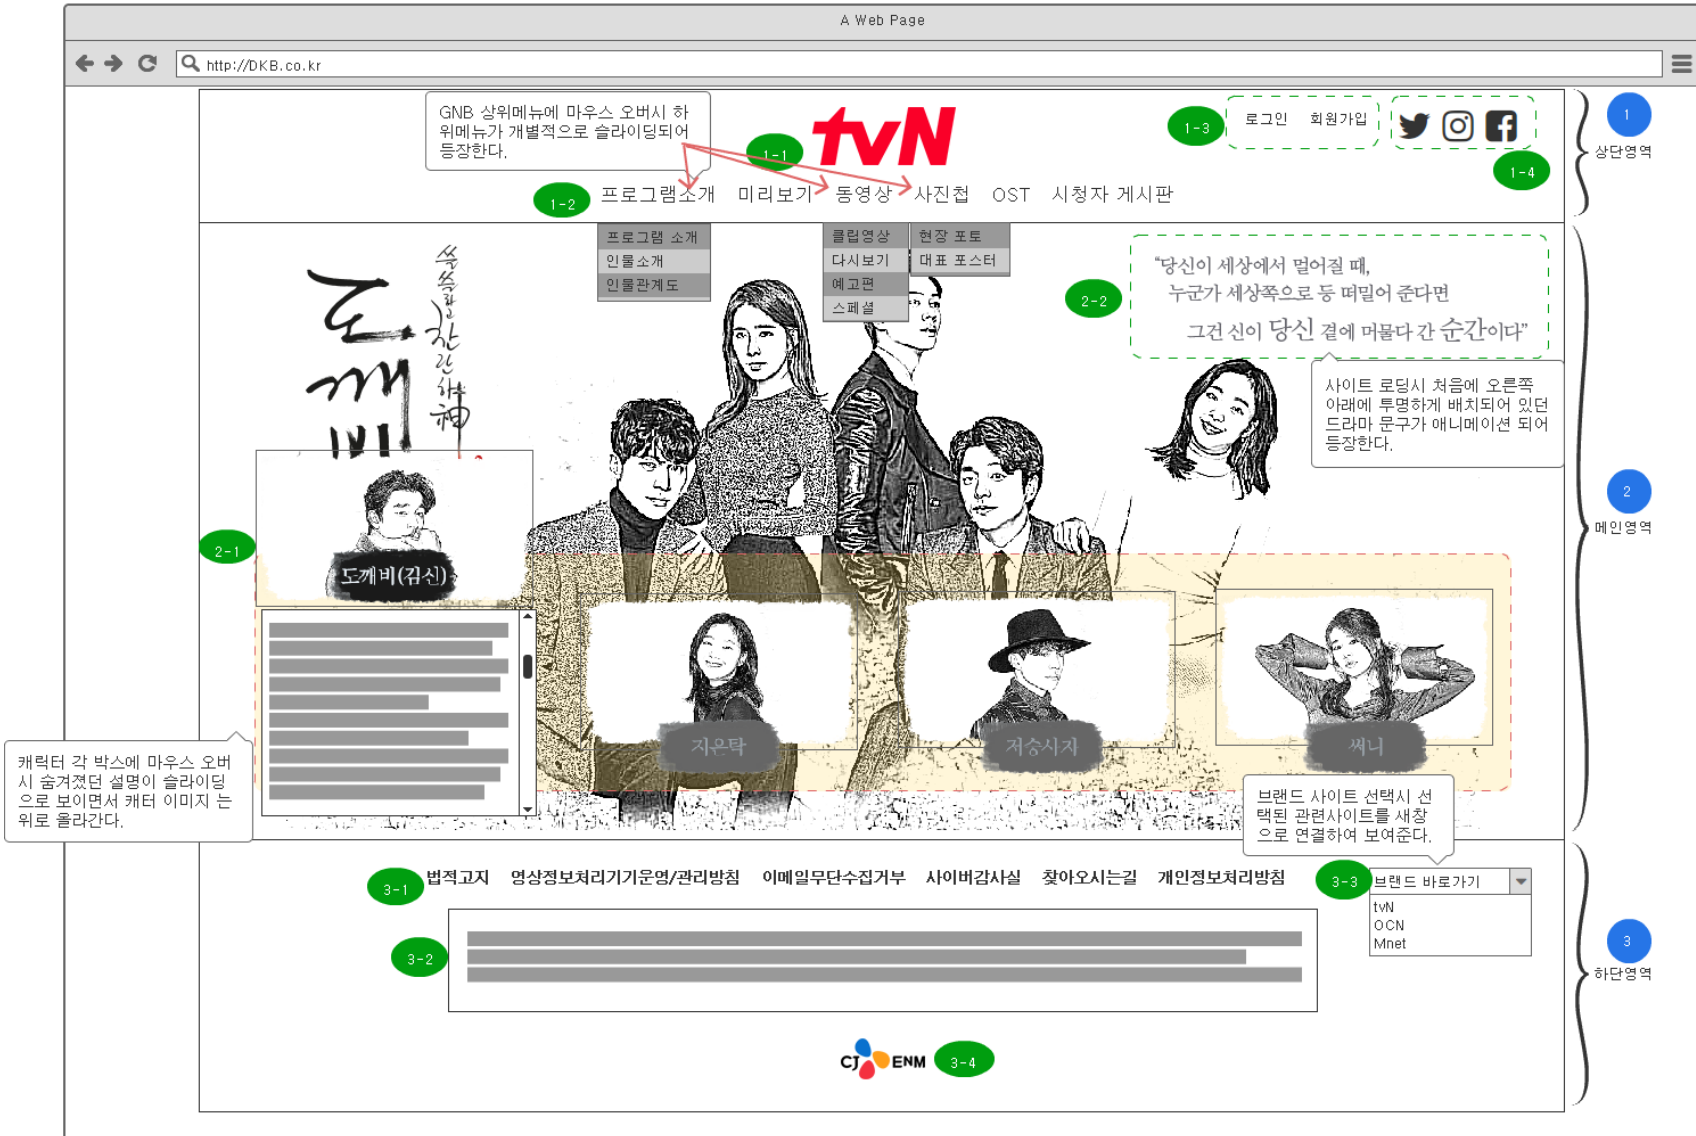 A Web Page
http://DKB.co.kr
GNB 상위메뉴에 마우스 오버시 하
위메뉴가 개별적으로 슬라이딩되어
등장한다.
1-1
tvN
1-3
로그인 회원가입
1
상단영역
1-4
1-2
프로그램소개 미리보기 동영상 사진첩 OST 시청자 게시판
프로그램 소개
인물소개
인물관계도
클립영상
다시보기
예고편
스페셜
현장 포토
대표 포스터
쓸쓸하고 찬란하神
도깨비
2-2
“당신이 세상에서 멀어질 때,
누군가 세상쪽으로 등 떠밀어 준다면
그건 신이 당신 곁에 머물다 간 순간이다”
사이트 로딩시 처음에 오른쪽
아래에 투명하게 배치되어 있던
드라마 문구가 애니메이션 되어
등장한다.
2
메인영역
2-1
도깨비(김신)
지은탁
저승사자
써니
캐릭터 각 박스에 마우스 오버
시 숨겨졌던 설명이 슬라이딩
으로 보이면서 캐터 이미지 는
위로 올라간다.
브랜드 사이트 선택시 선
택된 관련사이트를 새창
으로 연결하여 보여준다.
3-1
법적고지 영상정보처리기기운영/관리방침 이메일무단수집거부 사이버감사실 찾아오시는길 개인정보처리방침
3-3
브랜드 바로가기
tvN
OCN
Mnet
3-2
3
하단영역
CJ ENM
3-4